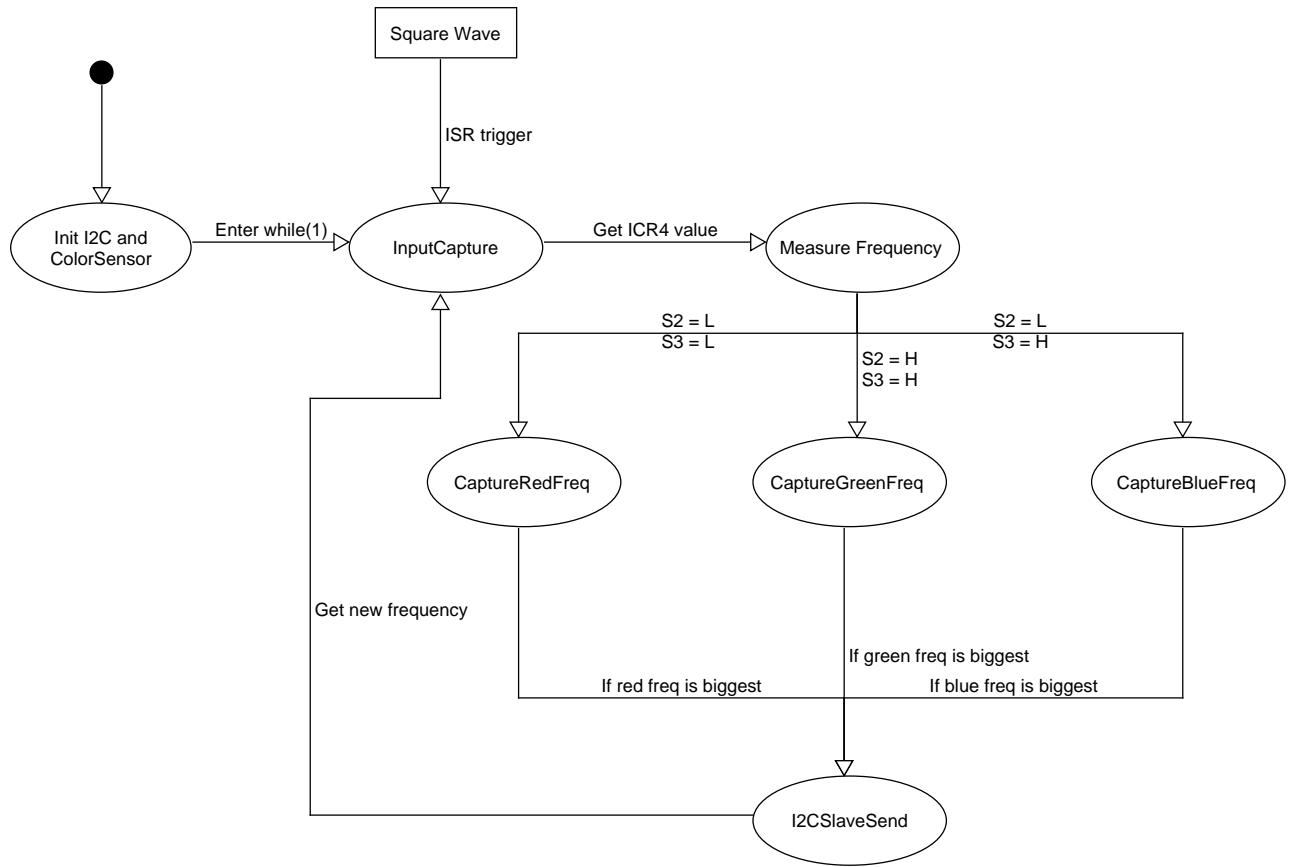 Square Wave
ISR trigger
Init I2C and
ColorSensor
Enter while(1)
InputCapture
Get ICR4 value
Measure Frequency
S2 = L
S3 = L
S2 = H
S3 = H
S2 = L
S3 = H
CaptureRedFreq
CaptureGreenFreq
CaptureBlueFreq
Get new frequency
If green freq is biggest
If red freq is biggest
If blue freq is biggest
I2CSlaveSend